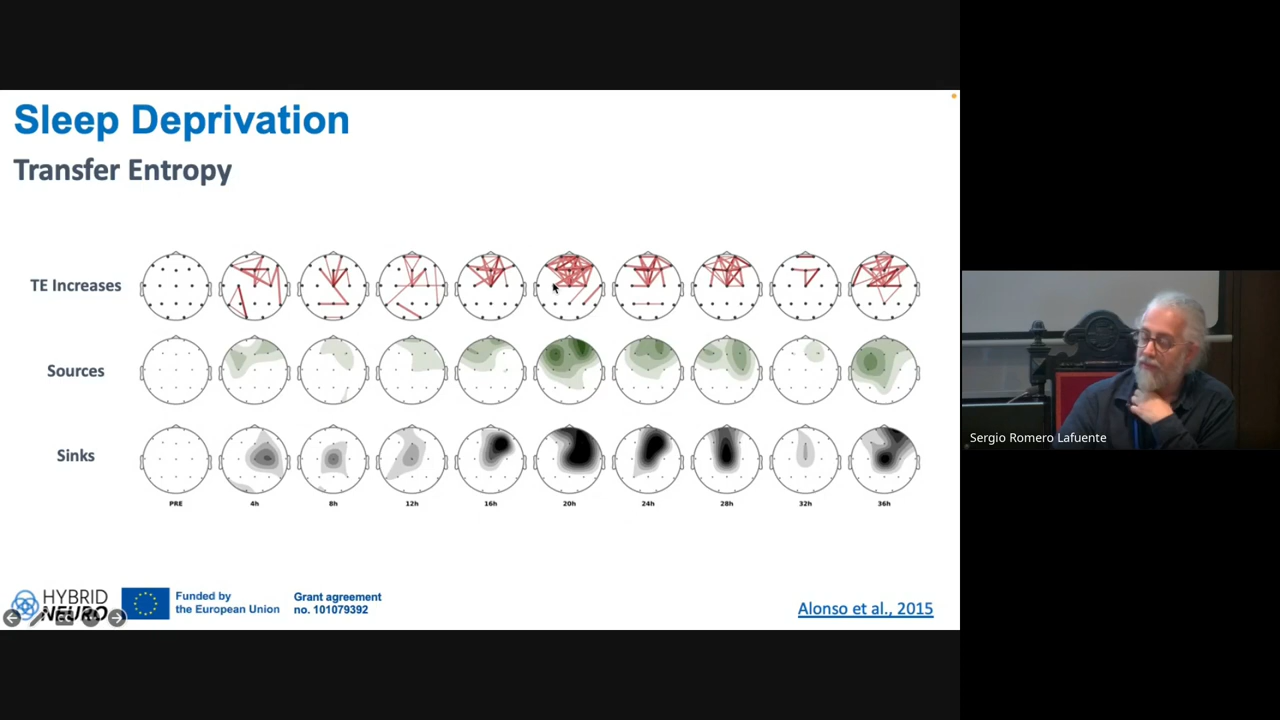 Sleep Deprivation
Transfer Entropy
TE Increases
Sources
Sinks
PRE 4h 8h 12h 16h 20h 24h 28h 32h 36h
HYBRID
NEURO
Funded by
the European Union
Grant agreement
no. 101079392
Alonso et al., 2015
Sergio Romero Lafuente